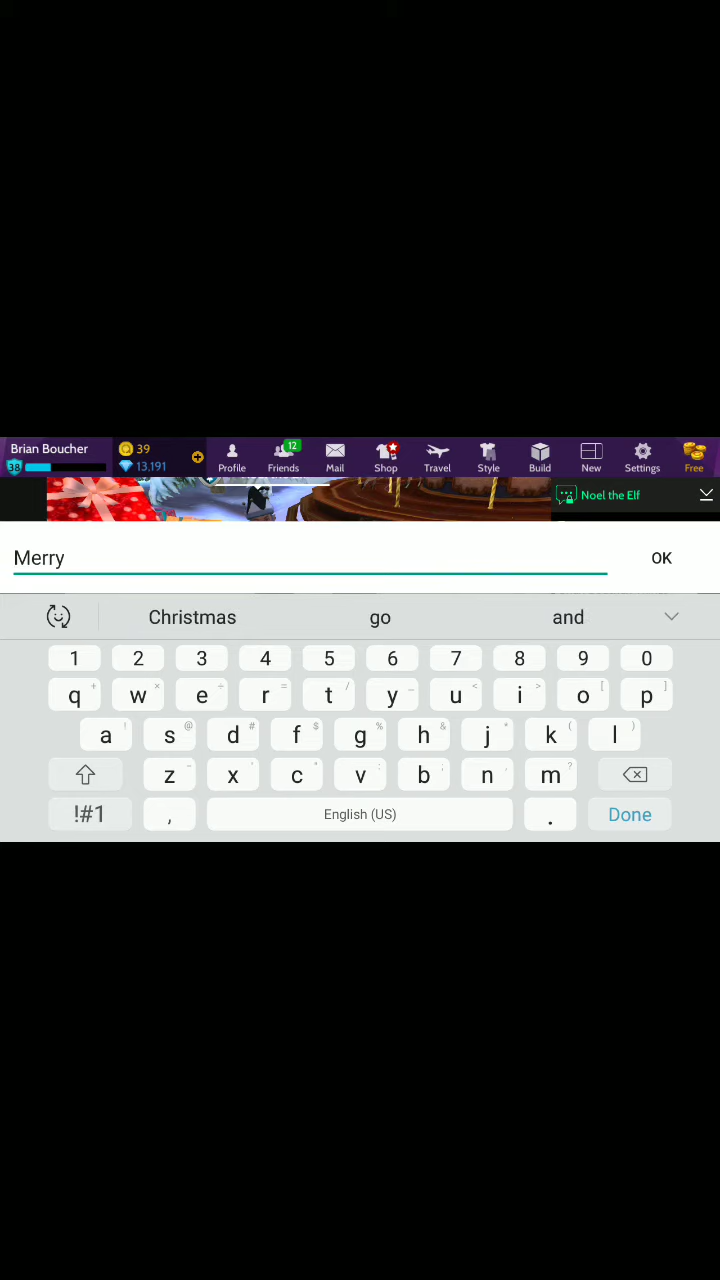 Brian Boucher
38
39
13,191
Profile
12
Friends
Mail
Shop
Travel
Style
Build
New
Settings
Free
Noel the Elf
Merry
OK
Christmas go and
1 2 3 4 5 6 7 8 9 0
q + w × e ÷ r = t / y _ u < i > o [ p ]
a ! s @ d # f $ g % h & j * k ( l )
z - x ' c " v : b ; n , m ?
!#1 , English (US) . Done